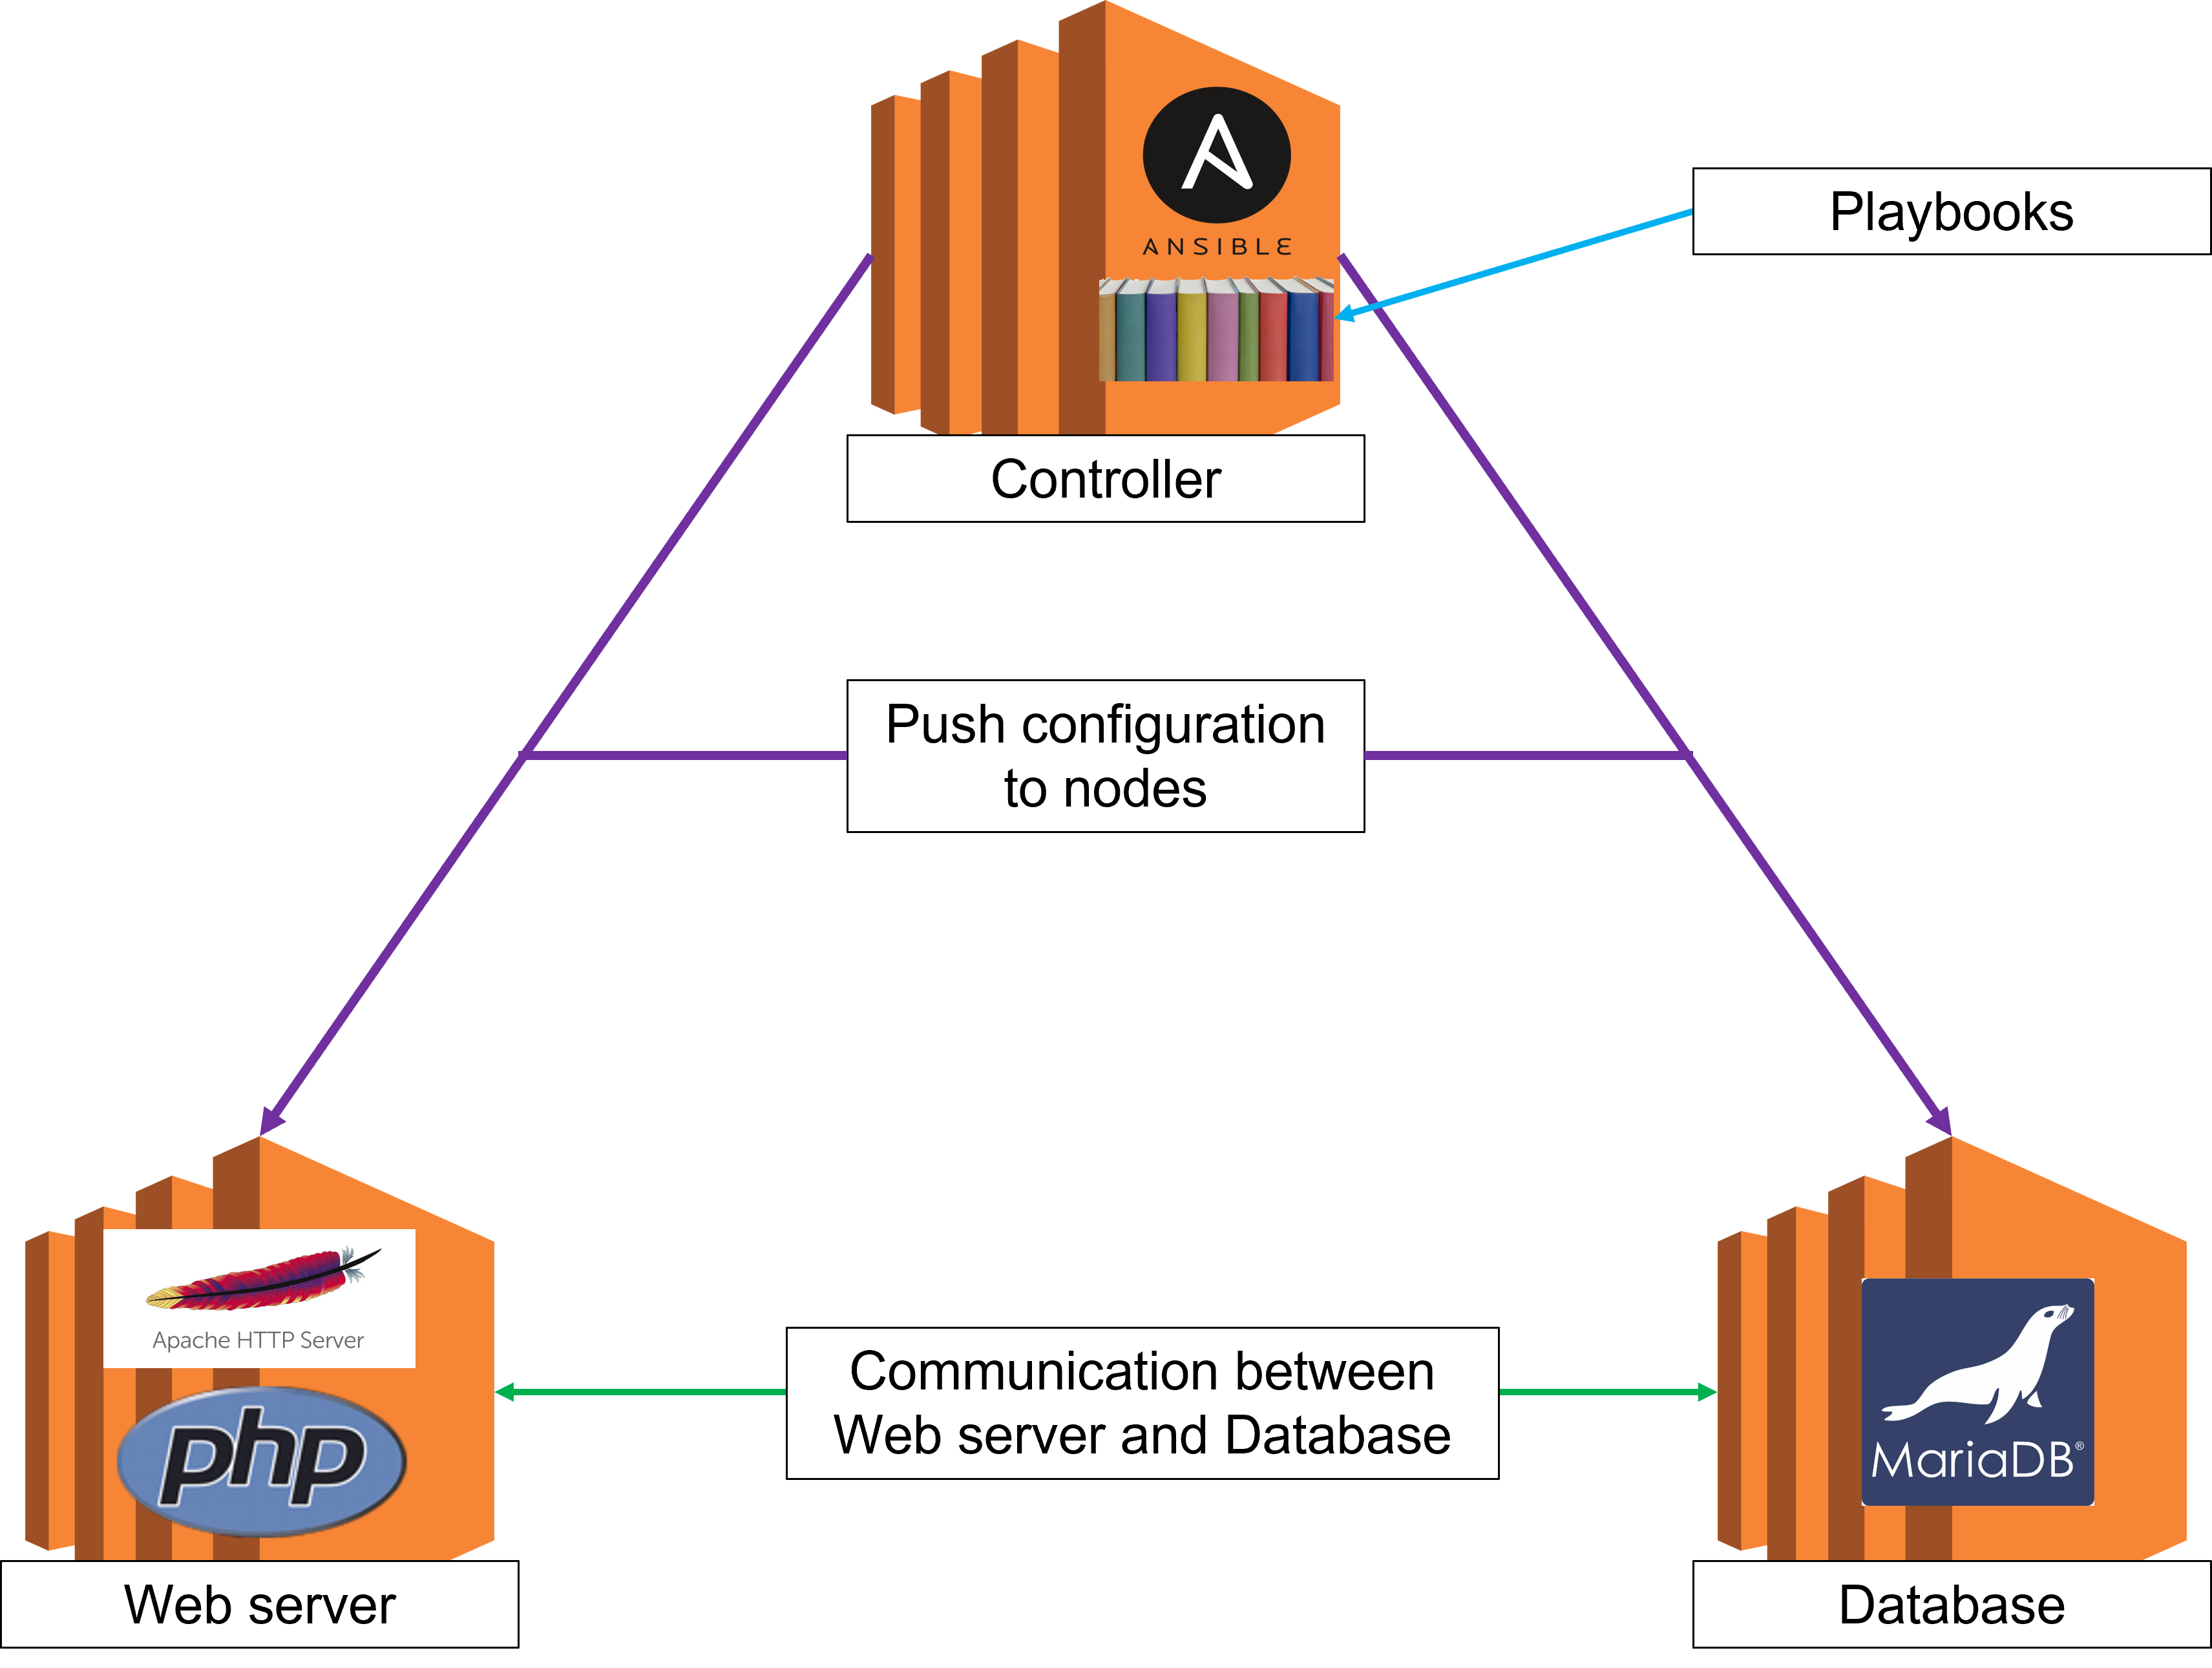 ANSIBLE
Playbooks
Controller
Push configuration
to nodes
Apache HTTP Server
php
Communication between
Web server and Database
MariaDB®
Web server
Database